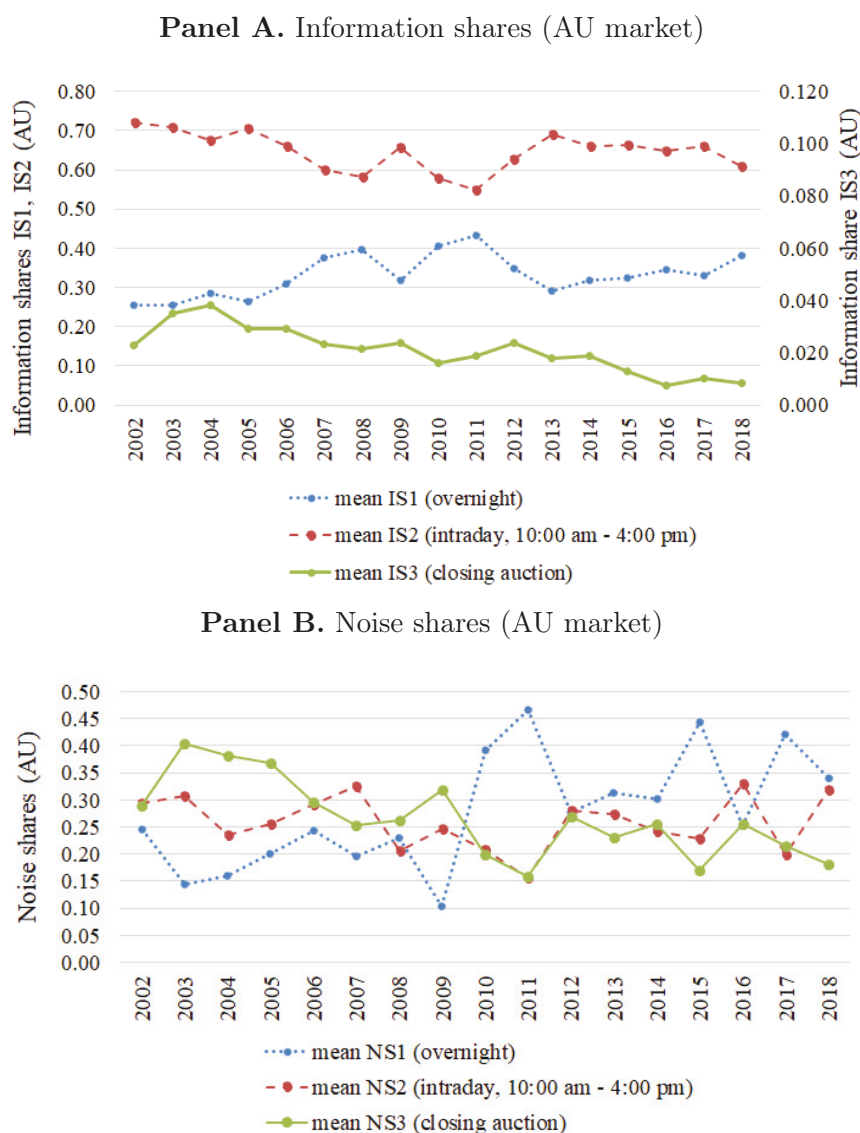 Panel A. Information shares (AU market)
Information shares IS1, IS2 (AU)
0.80
0.70
0.60
0.50
0.40
0.30
0.20
0.10
0.00
0.120
0.100
0.080
0.060
0.040
0.020
0.000
Information share IS3 (AU)
2002 2003 2004 2005 2006 2007 2008 2009 2010 2011 2012 2013 2014 2015 2016 2017 2018
mean IS1 (overnight)
mean IS2 (intraday, 10:00 am - 4:00 pm)
mean IS3 (closing auction)
Panel B. Noise shares (AU market)
Noise shares (AU)
0.50
0.45
0.40
0.35
0.30
0.25
0.20
0.15
0.10
0.05
0.00
2002 2003 2004 2005 2006 2007 2008 2009 2010 2011 2012 2013 2014 2015 2016 2017 2018
mean NS1 (overnight)
mean NS2 (intraday, 10:00 am - 4:00 pm)
mean NS3 (closing auction)